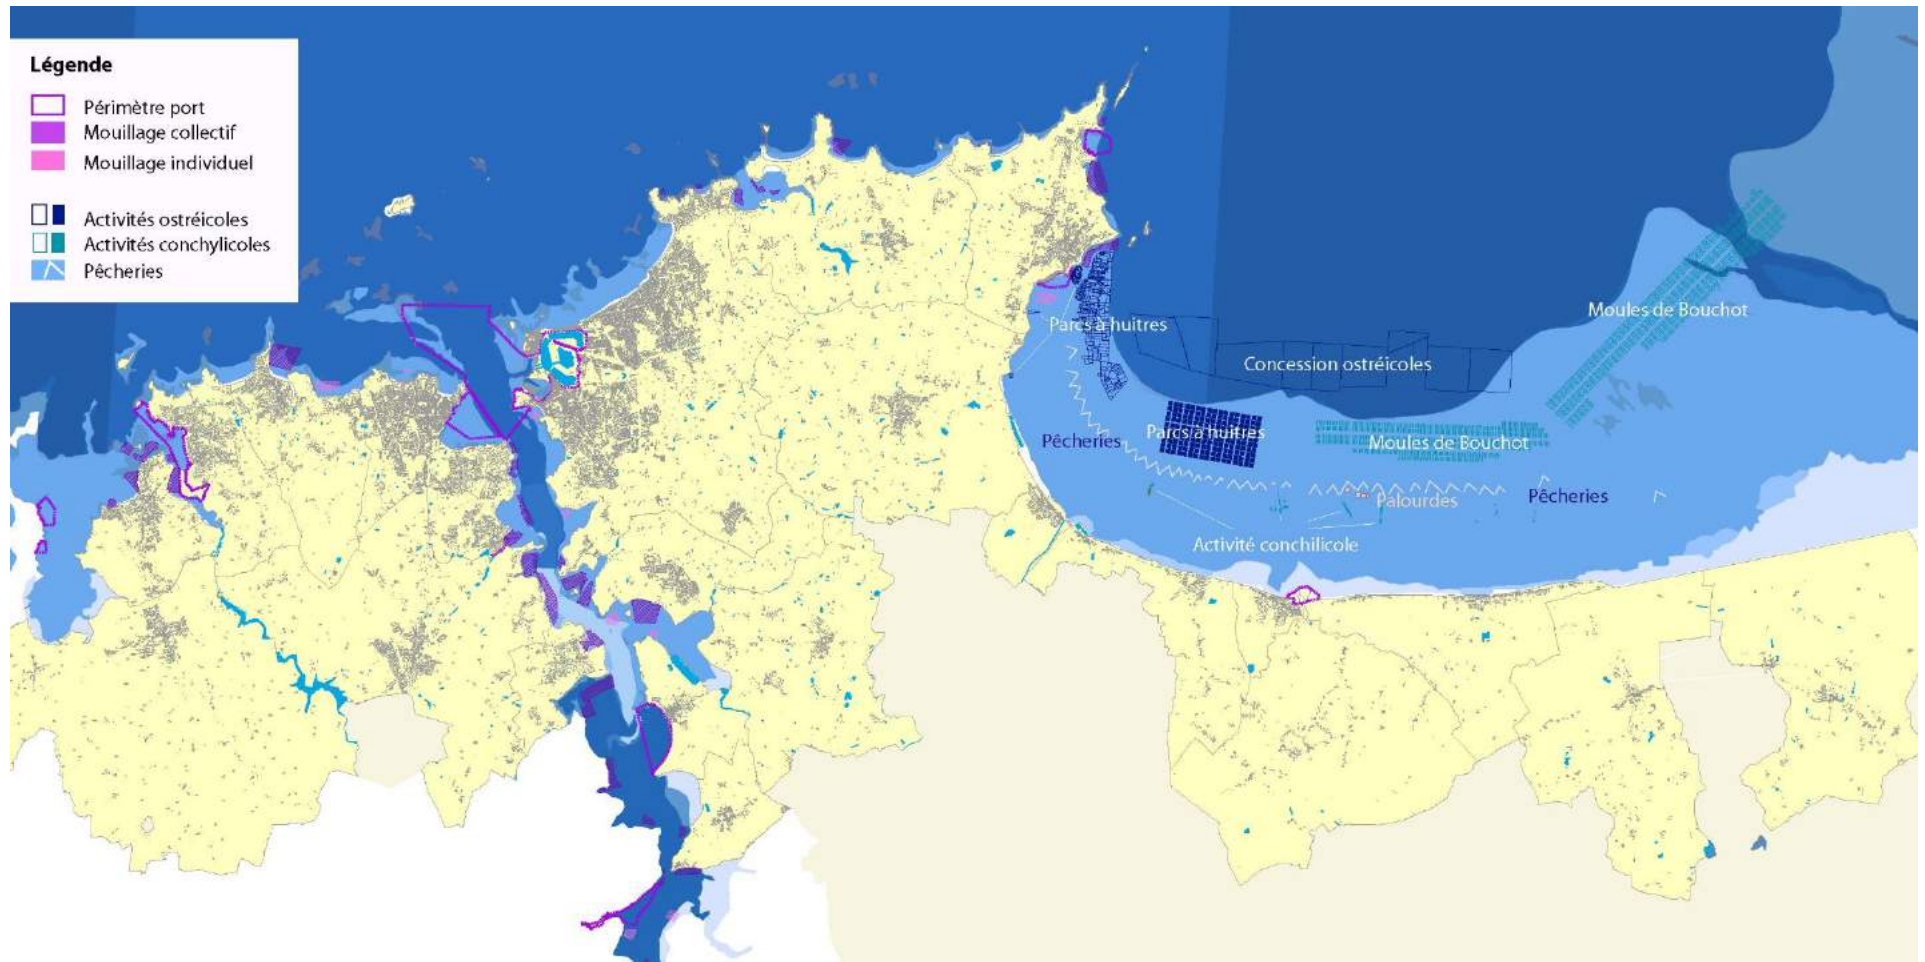 Légende
Périmètre port
Mouillage collectif
Mouillage individuel
Activités ostréicoles
Activités conchylicoles
Pêcheries
Moules de Bouchot
Parcs à huitres
Concession ostréicoles
Pêcheries
Parcs à huitres
Moules de Bouchot
Palourdes
Pêcheries
Activité conchilicole